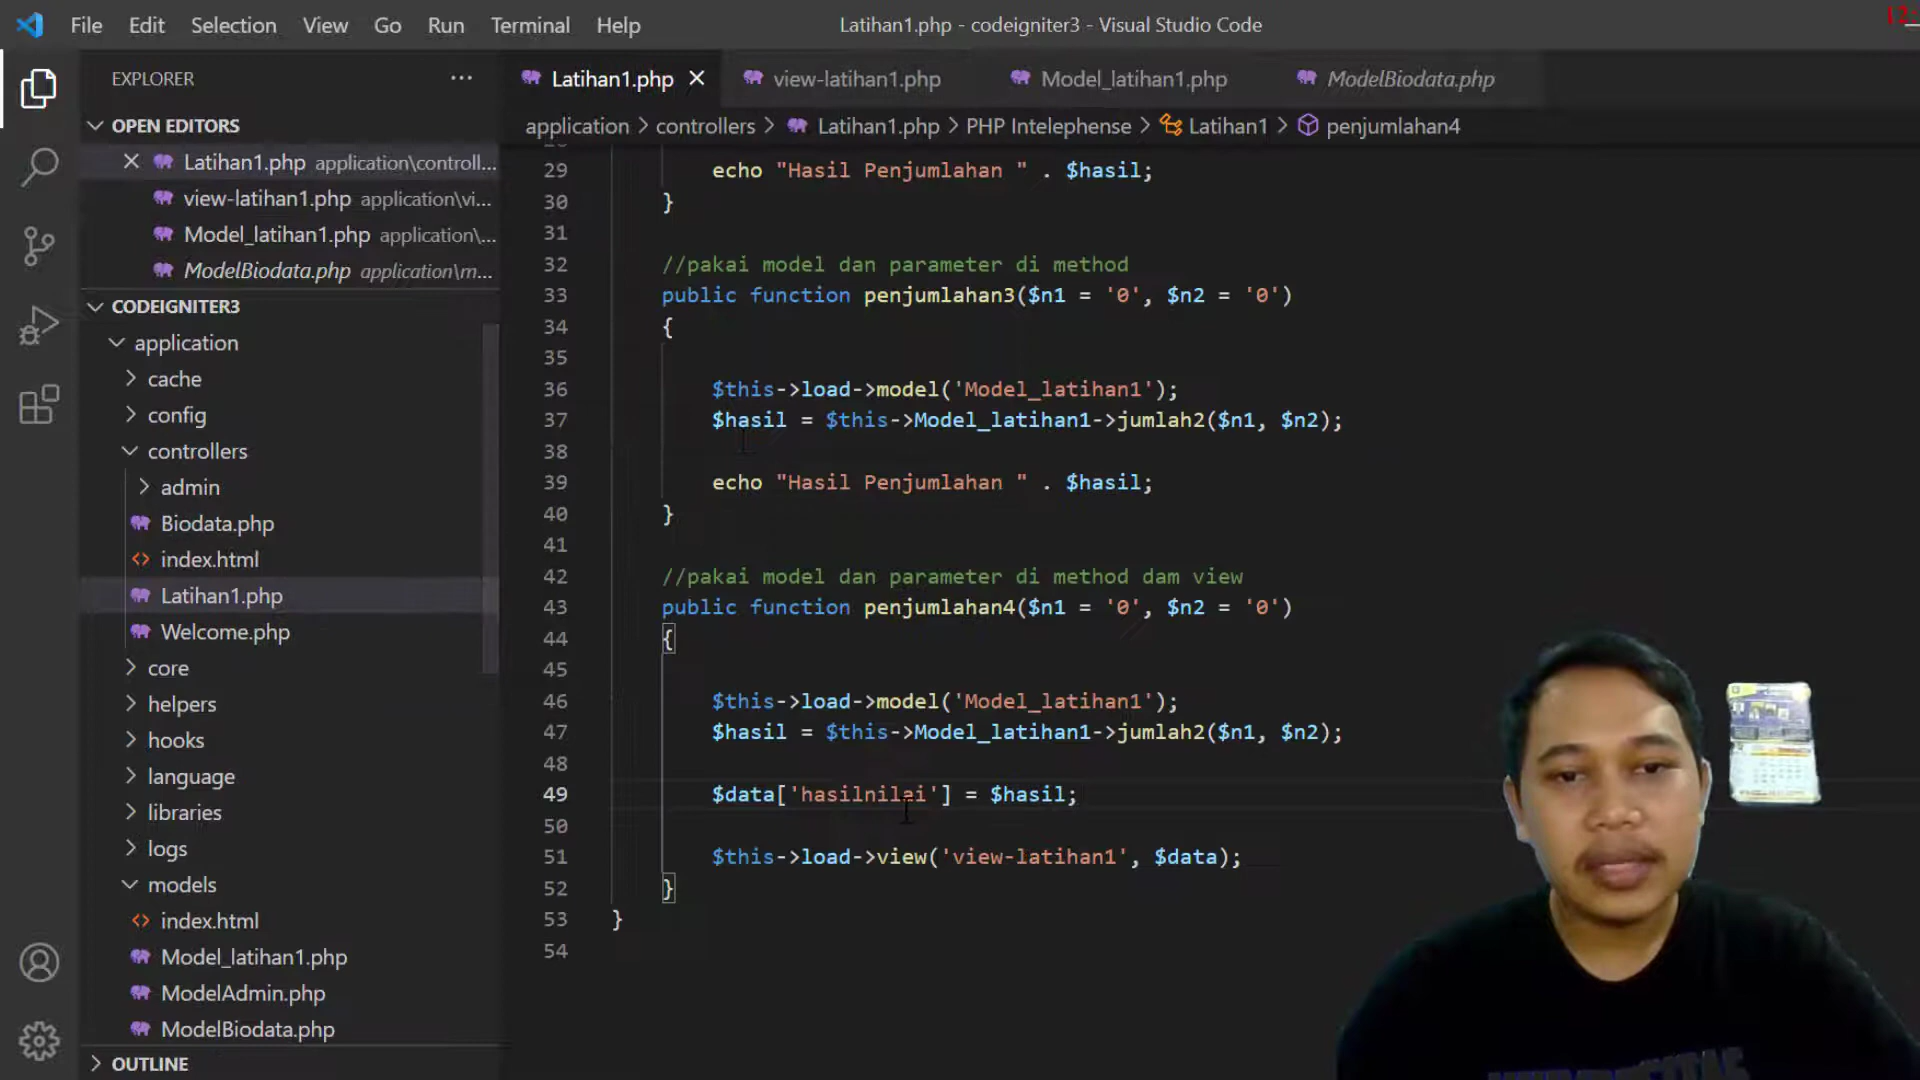 File Edit Selection View Go Run Terminal Help
Latihan1.php - codeigniter3 - Visual Studio Code
EXPLORER
OPEN EDITORS
Latihan1.php application\controll...
view-latihan1.php application\vi...
Model_latihan1.php application\...
ModelBiodata.php application\m...
CODEIGNITER3
application
cache
config
controllers
admin
Biodata.php
index.html
Latihan1.php
Welcome.php
core
helpers
hooks
language
libraries
logs
models
index.html
Model_latihan1.php
ModelAdmin.php
ModelBiodata.php
OUTLINE
Latihan1.php view-latihan1.php Model_latihan1.php ModelBiodata.php
application > controllers > Latihan1.php > PHP Intelephense > Latihan1 > penjumlahan4
29 echo "Hasil Penjumlahan " . $hasil;
30 }
31
32 //pakai model dan parameter di method
33 public function penjumlahan3($n1 = '0', $n2 = '0')
34 {
35
36 $this->load->model('Model_latihan1');
37 $hasil = $this->Model_latihan1->jumlah2($n1, $n2);
38
39 echo "Hasil Penjumlahan " . $hasil;
40 }
41
42 //pakai model dan parameter di method dam view
43 public function penjumlahan4($n1 = '0', $n2 = '0')
44 {
45
46 $this->load->model('Model_latihan1');
47 $hasil = $this->Model_latihan1->jumlah2($n1, $n2);
48
49 $data['hasilnilai'] = $hasil;
50
51 $this->load->view('view-latihan1', $data);
52 }
53 }
54